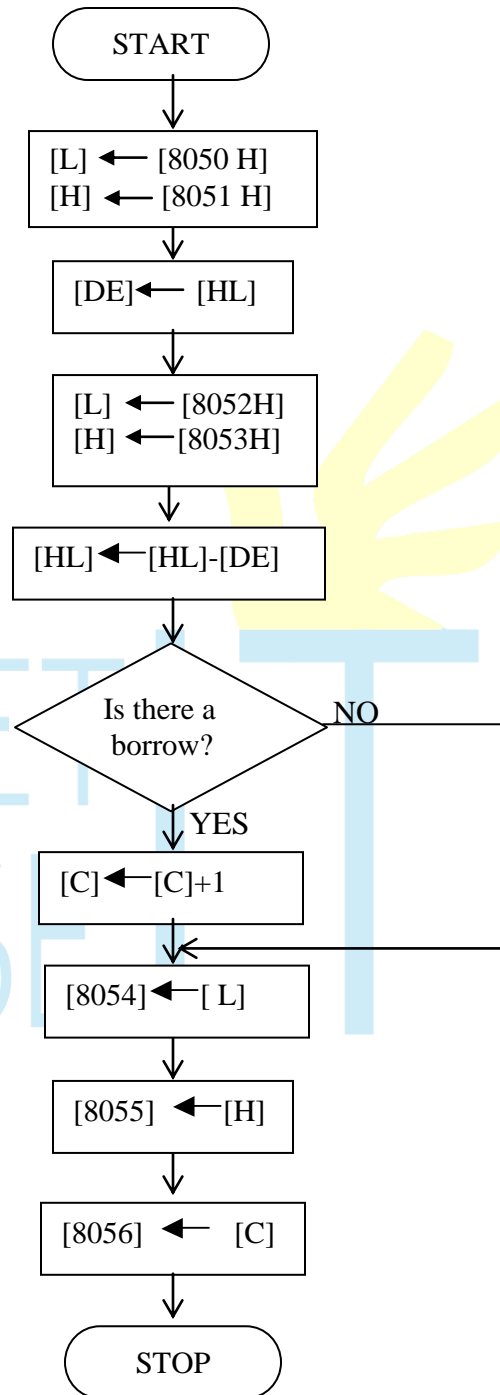 START
[L] ← [8050 H]
[H] ← [8051 H]
[DE] ← [HL]
[L] ← [8052H]
[H] ← [8053H]
[HL] ← [HL]-[DE]
Is there a
borrow?
NO
YES
[C] ← [C]+1
[8054] ← [ L]
[8055] ← [H]
[8056] ← [C]
STOP